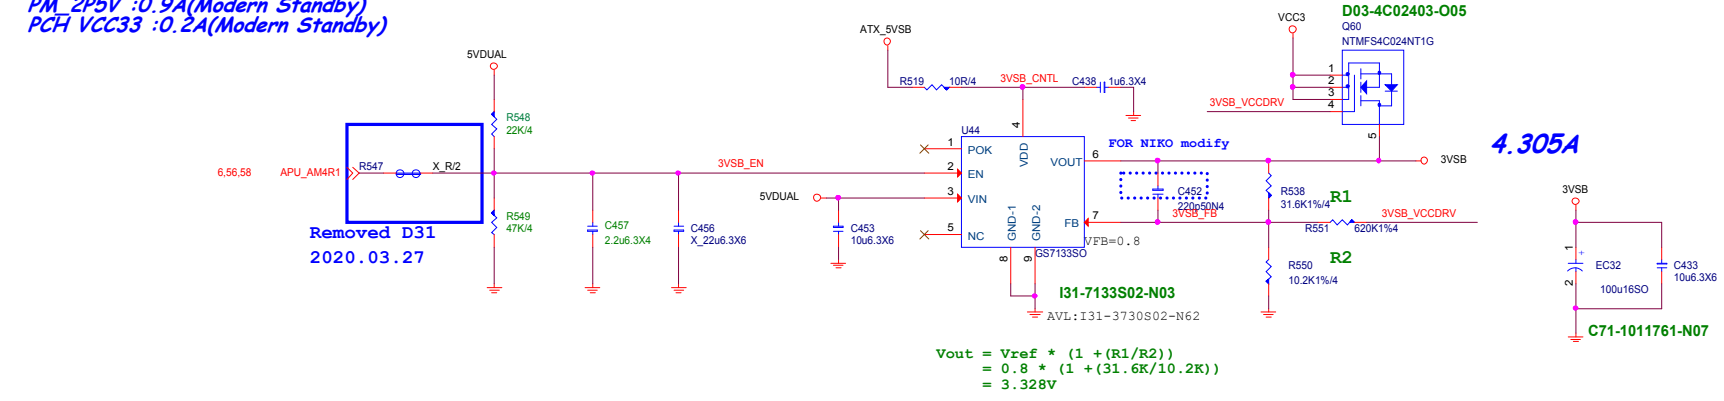 PM_2P5V :0.9A(Modern Standby)
PCH VCC33 :0.2A(Modern Standby)
D03-4C02403-O05
Q60
NTMFS4C024NT1G
VCC3
ATX_5VSB
5VDUAL
R519 10R/4
3VSB_CNTL
C438 1u6.3X4
1
2
3
4
5
3VSB_VCCDRV
R548
22K/4
U44
4
FOR NIKO modify
4.305A
1 POK
VDD
VOUT 6
3VSB
6,56,58 APU_AM4R1
R547
X_R/2
3VSB_EN
2 EN
5VDUAL
3 VIN
C452
220p50N4
R538
31.6K1%/4
R1
3VSB
R549
47K/4
C457
2.2u6.3X4
C456
X_22u6.3X6
C453
10u6.3X6
5 NC
GND-1
GND-2
FB 7
3VSB_FB
R551 620K1%4
3VSB_VCCDRV
Removed D31
2020.03.27
VFB=0.8
GS7133SO
8
9
R550
10.2K1%/4
R2
1
+
2
EC32
100u16SO
C433
10u6.3X6
I31-7133S02-N03
AVL:I31-3730S02-N62
C71-1011761-N07
Vout = Vref * (1 +(R1/R2))
= 0.8 * (1 +(31.6K/10.2K))
= 3.328V